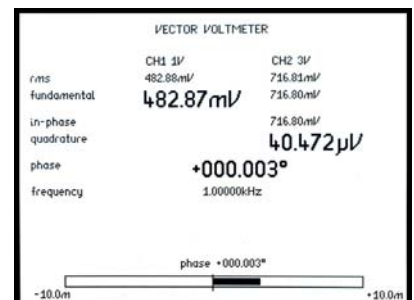 VECTOR VOLTMETER
CH1 1V CH2 3V
rms 482.88mV 716.81mV
fundamental 482.87mV 716.80mV
in-phase 716.80mV
quadrature 40.472µV
phase +000.003°
frequency 1.00000kHz
phase +000.003°
-10.0m +10.0m